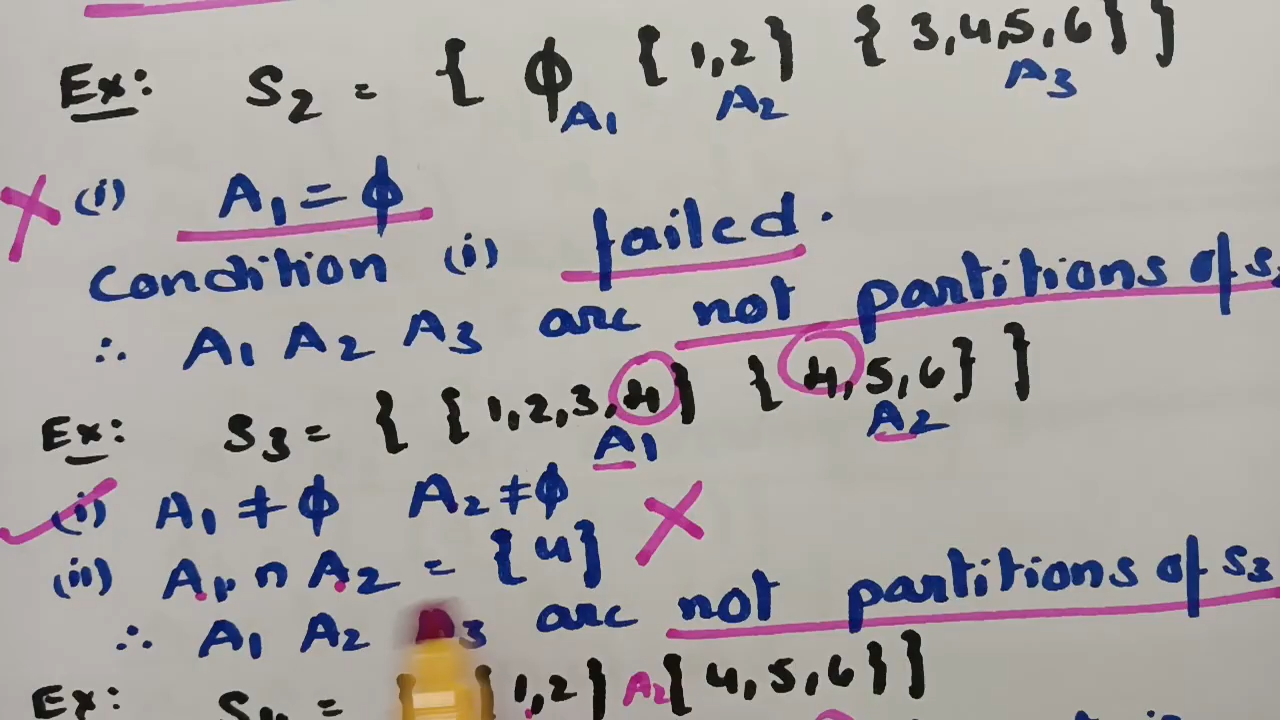 Ex: S2 = { ϕ {1,2} {3,4,5,6} }
A1 A2 A3
(i) A1 = ϕ
condition (i) failed.
∴ A1 A2 A3 are not partitions of S
Ex: S3 = { {1,2,3,4} {4,5,6} }
A1 A2
(i) A1 ≠ ϕ A2 ≠ ϕ
(ii) A1 ∩ A2 = {4}
∴ A1 A2 3 are not partitions of S3
Ex: = 1,2} A2 {4,5,6}}